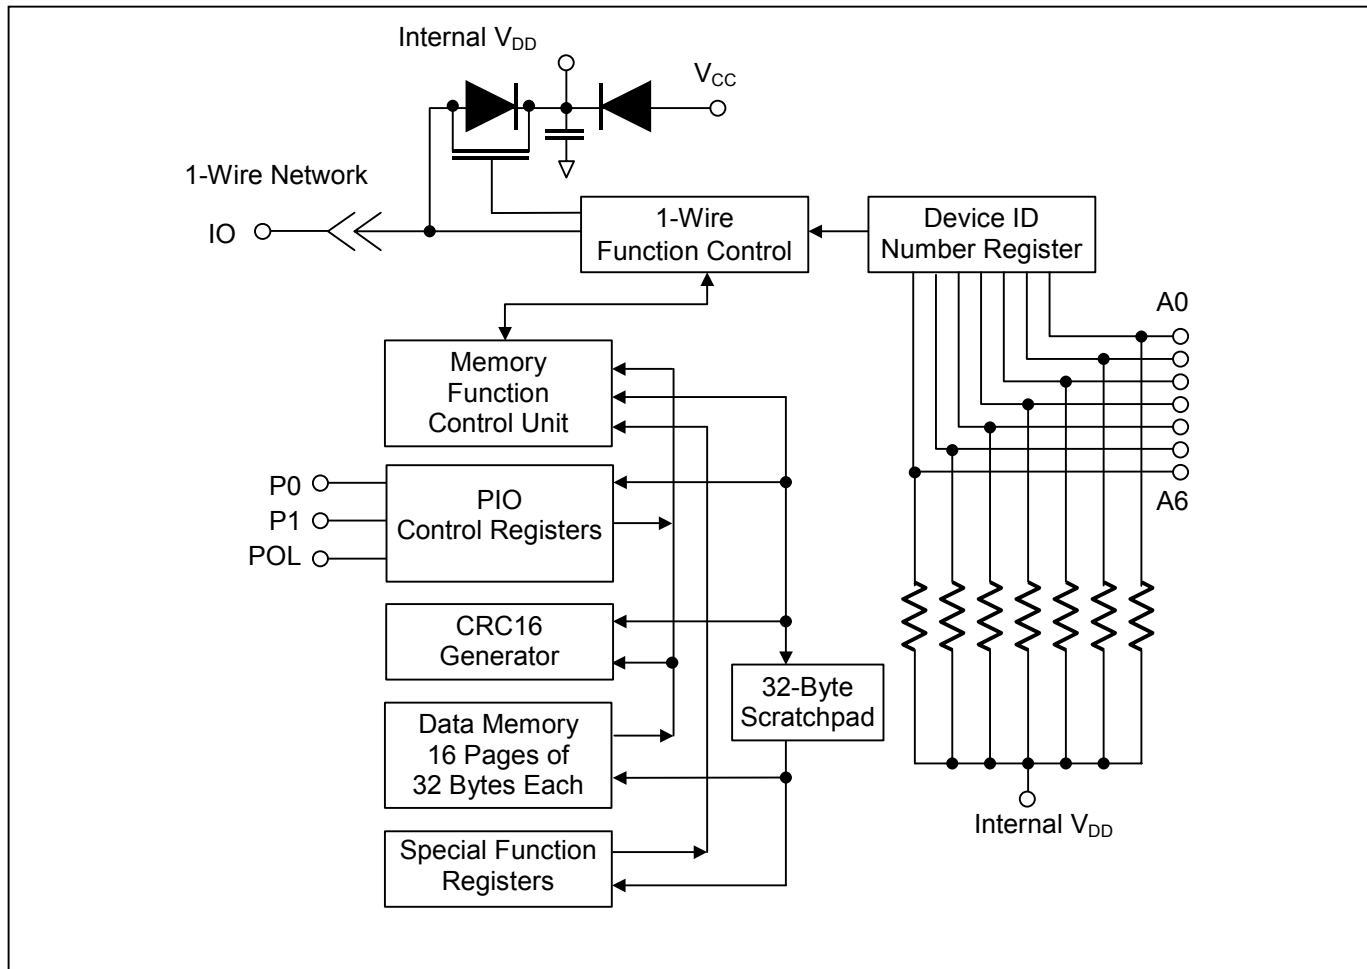 Internal VDD
VCC
1-Wire Network
IO
1-Wire
Function Control
Device ID
Number Register
A0
A6
Memory
Function
Control Unit
P0
P1
POL
PIO
Control Registers
CRC16
Generator
32-Byte
Scratchpad
Data Memory
16 Pages of
32 Bytes Each
Internal VDD
Special Function
Registers